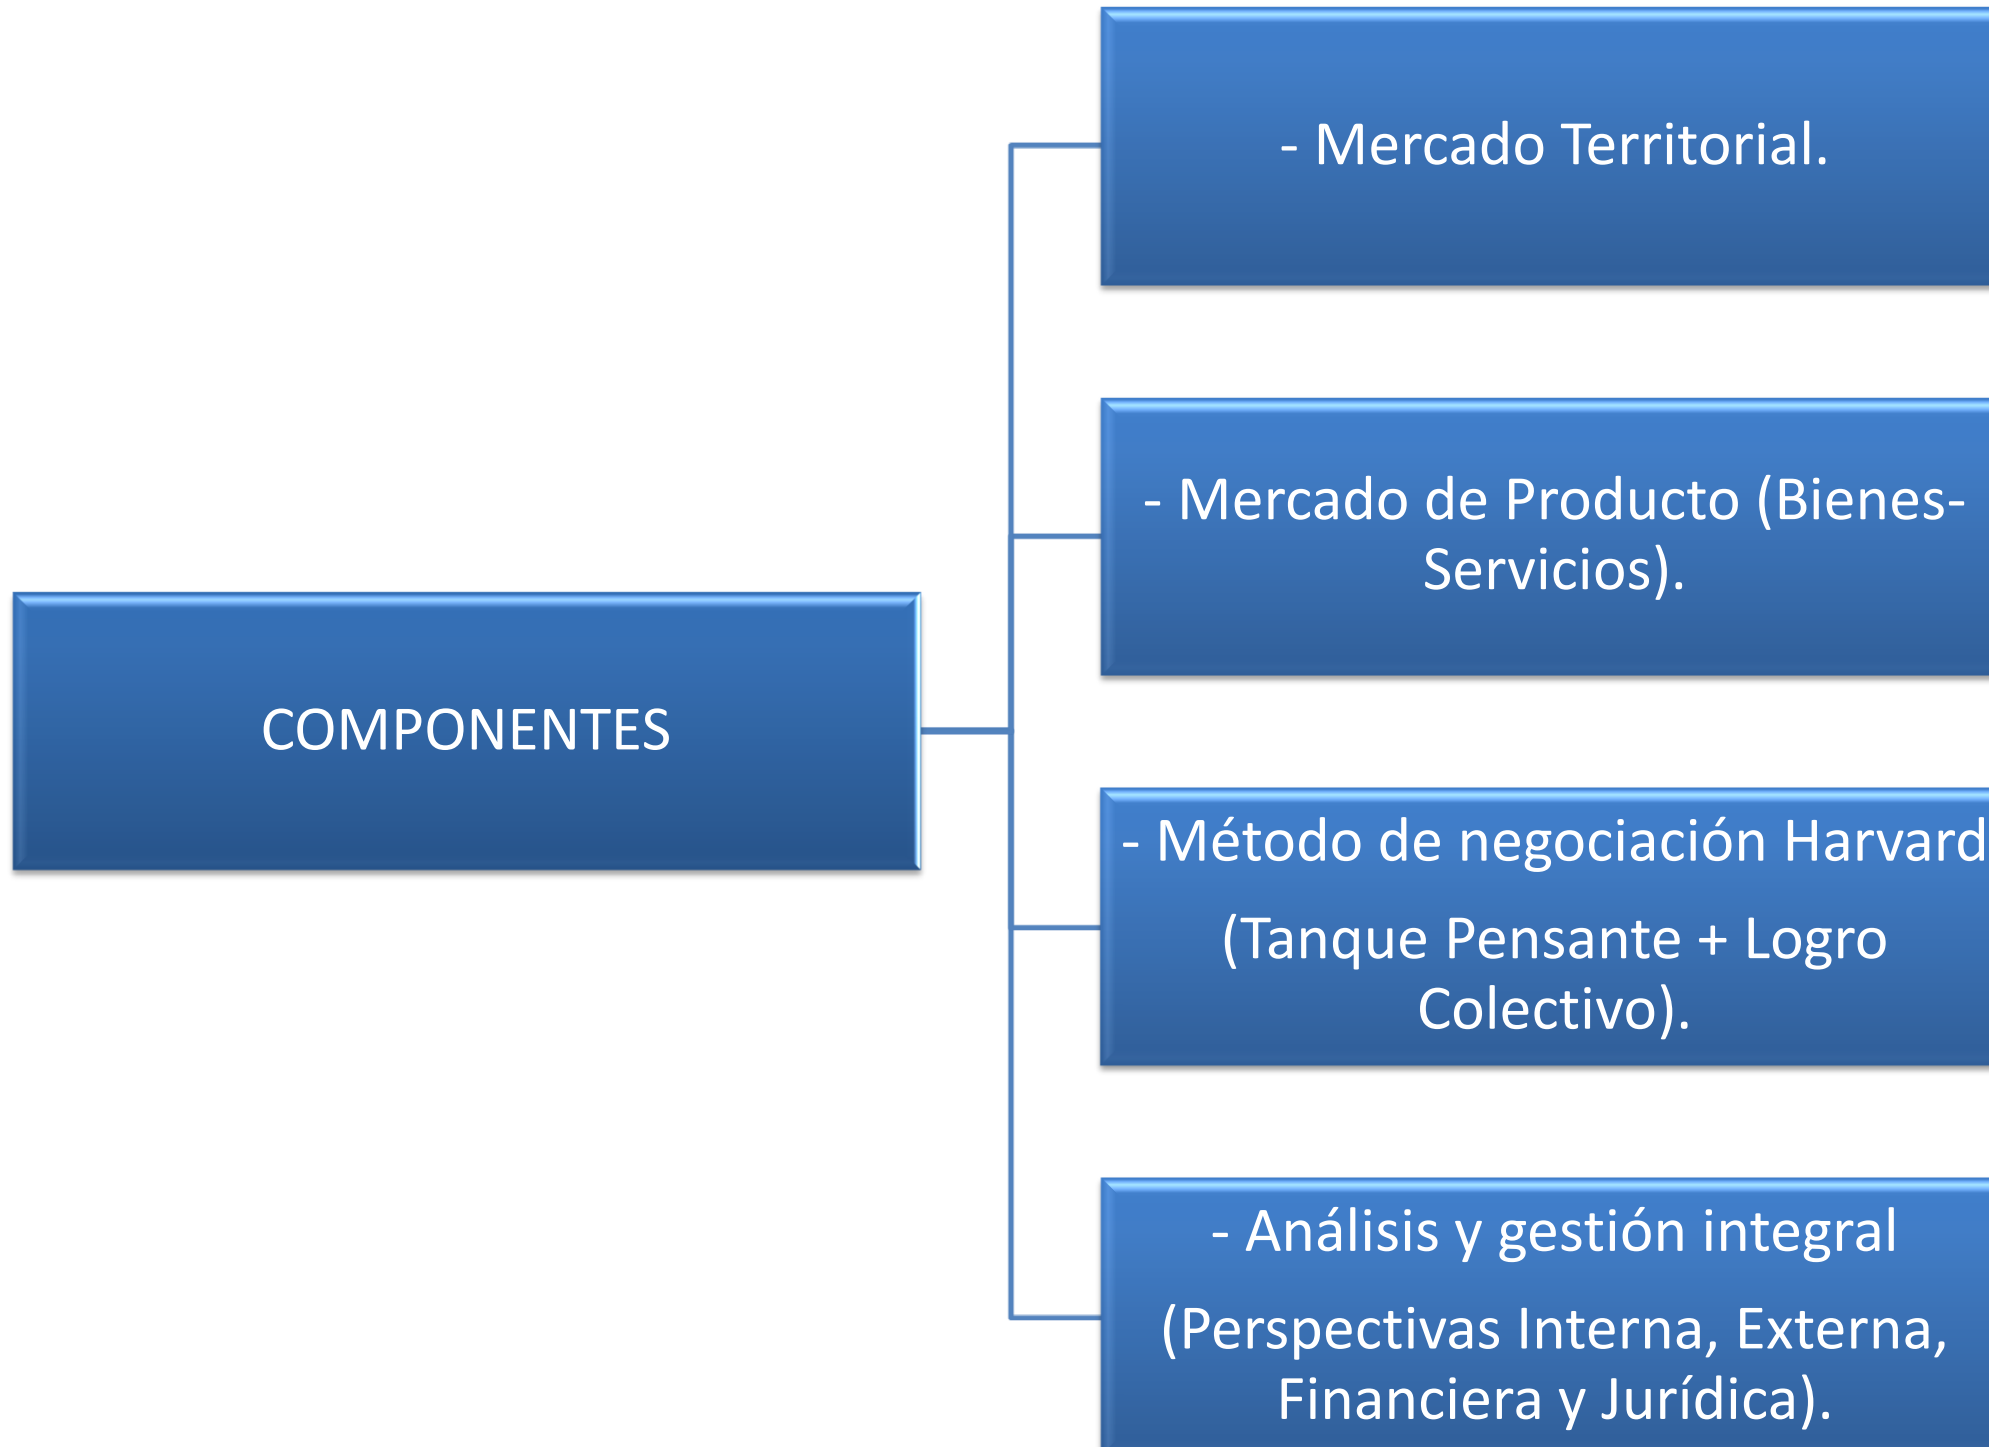 - Mercado Territorial.
- Mercado de Producto (Bienes-
Servicios).
COMPONENTES
- Método de negociación Harvard
(Tanque Pensante + Logro
Colectivo).
- Análisis y gestión integral
(Perspectivas Interna, Externa,
Financiera y Jurídica).